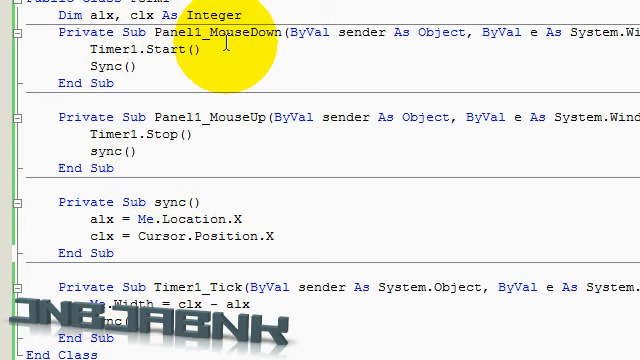 Dim alx, clx As Integer
Private Sub Panel1_MouseDown(ByVal sender As Object, ByVal e As System.Wi
Timer1.Start()
Sync()
End Sub
Private Sub Panel1_MouseUp(ByVal sender As Object, ByVal e As System.Wind
Timer1.Stop()
sync()
End Sub
Private Sub sync()
alx = Me.Location.X
clx = Cursor.Position.X
End Sub
Private Sub Timer1_Tick(ByVal sender As System.Object, ByVal e As System.
Me.Width = clx - alx
sync()
End Sub
End Class
JNBJABNK